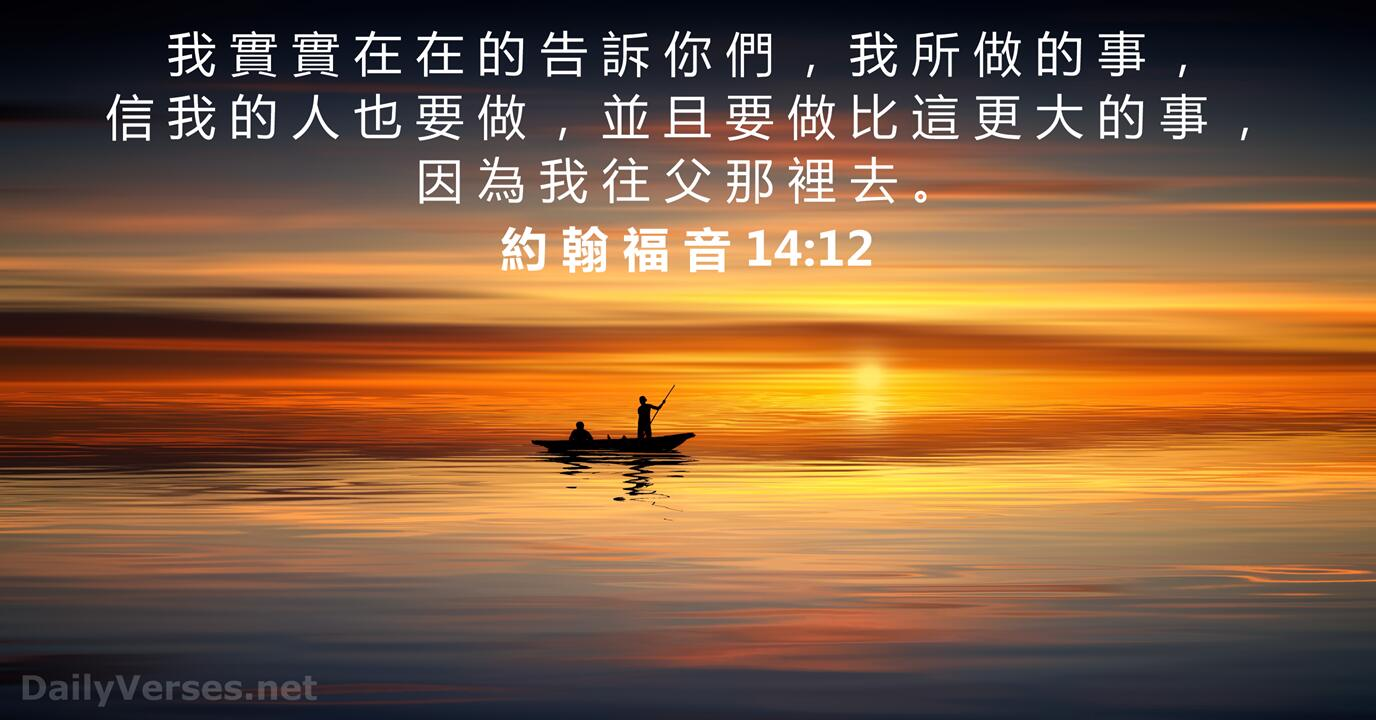 我實實在在的告訴你們，我所做的事，
信我的人也要做，並且要做比這更大的事，
因為我往父那裡去。
約翰福音 14:12
DailyVerses.net